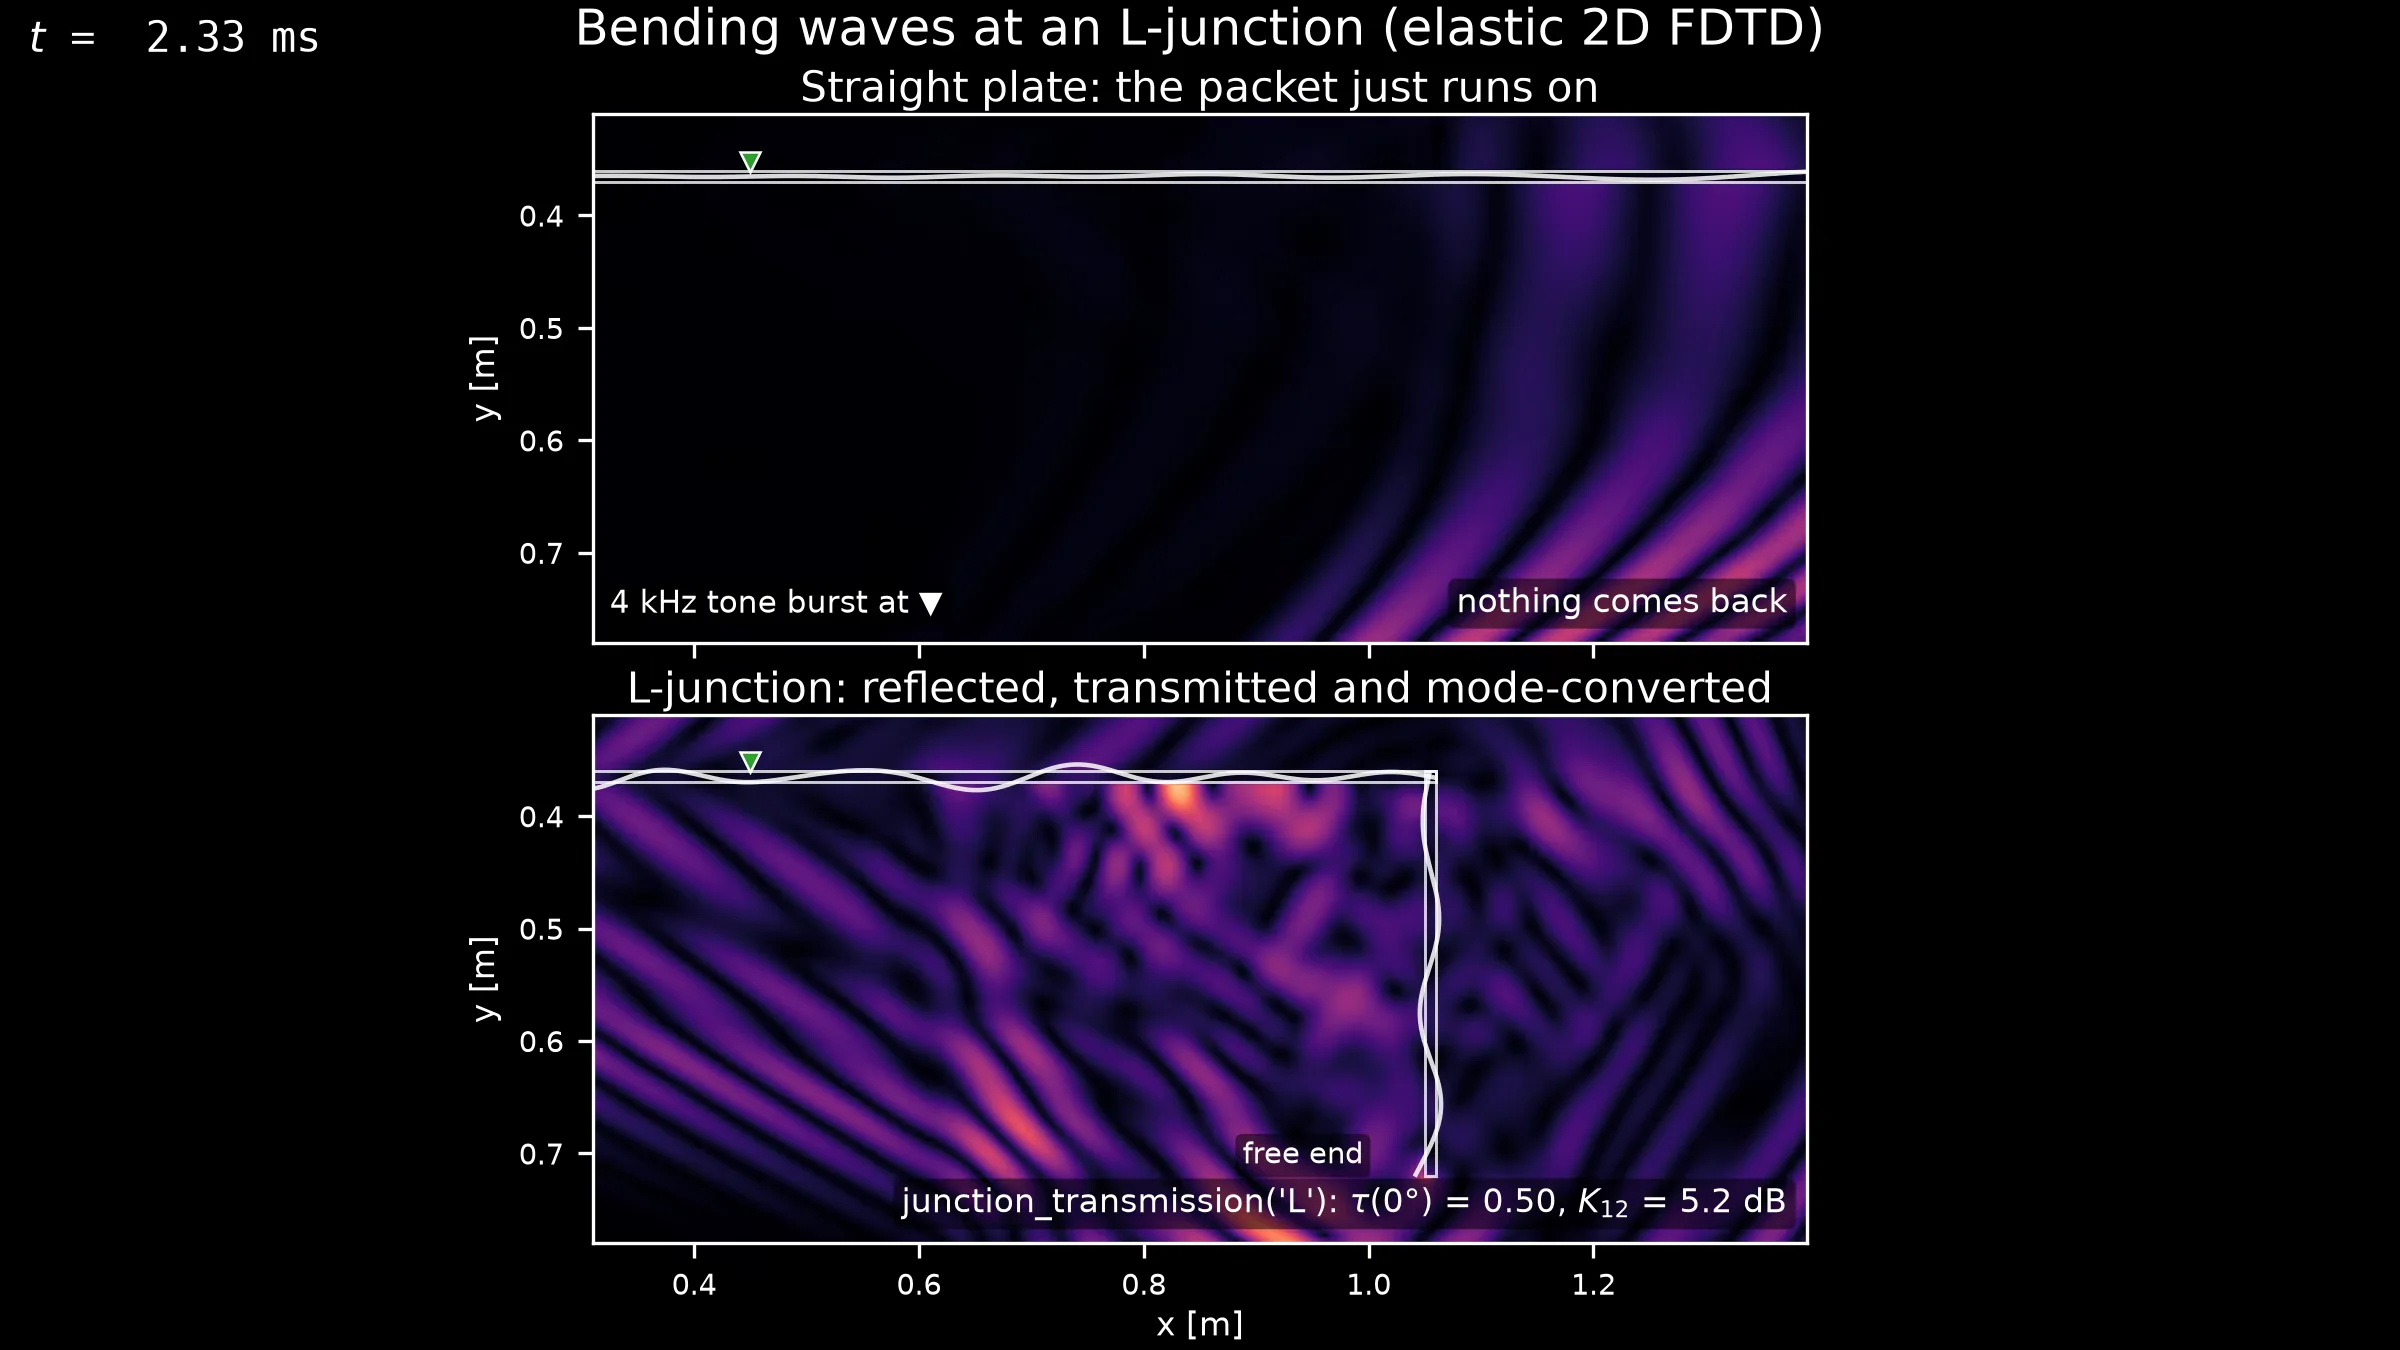 t = 2.33 ms
Bending waves at an L-junction (elastic 2D FDTD)
Straight plate: the packet just runs on
y [m]
0.4
0.5
0.6
0.7
4 kHz tone burst at ▼
nothing comes back
L-junction: reflected, transmitted and mode-converted
y [m]
0.4
0.5
0.6
0.7
free end
junction_transmission('L'): τ(0°) = 0.50, K₁₂ = 5.2 dB
0.4 0.6 0.8 1.0 1.2
x [m]